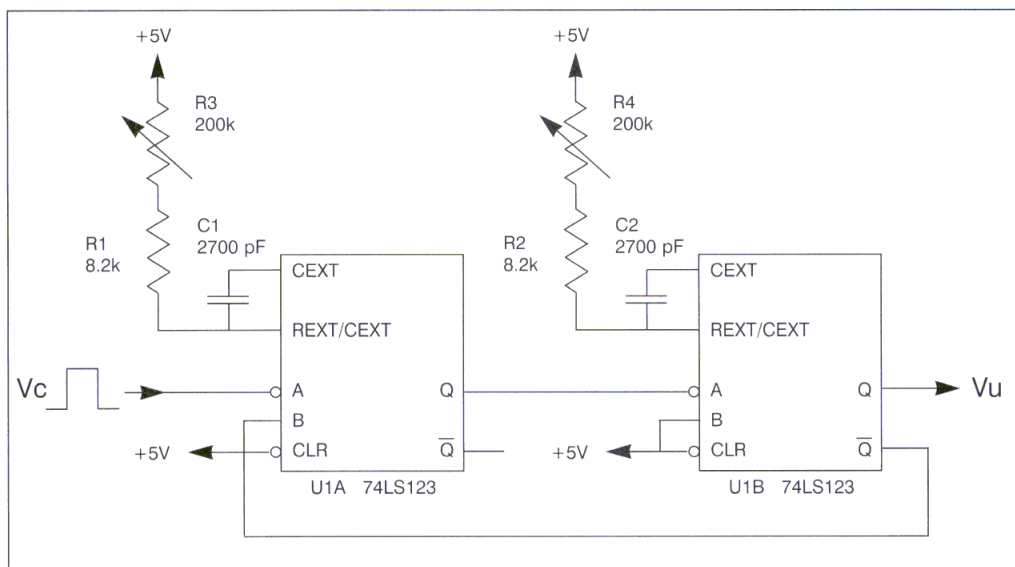 +5V
R3
200k
R1
8.2k
C1
2700 pF
CEXT
REXT/CEXT
Vc
A
B
CLR
Q
Q̅
+5V
U1A 74LS123
+5V
R4
200k
R2
8.2k
C2
2700 pF
CEXT
REXT/CEXT
A
B
CLR
Q
Q̅
+5V
U1B 74LS123
Vu